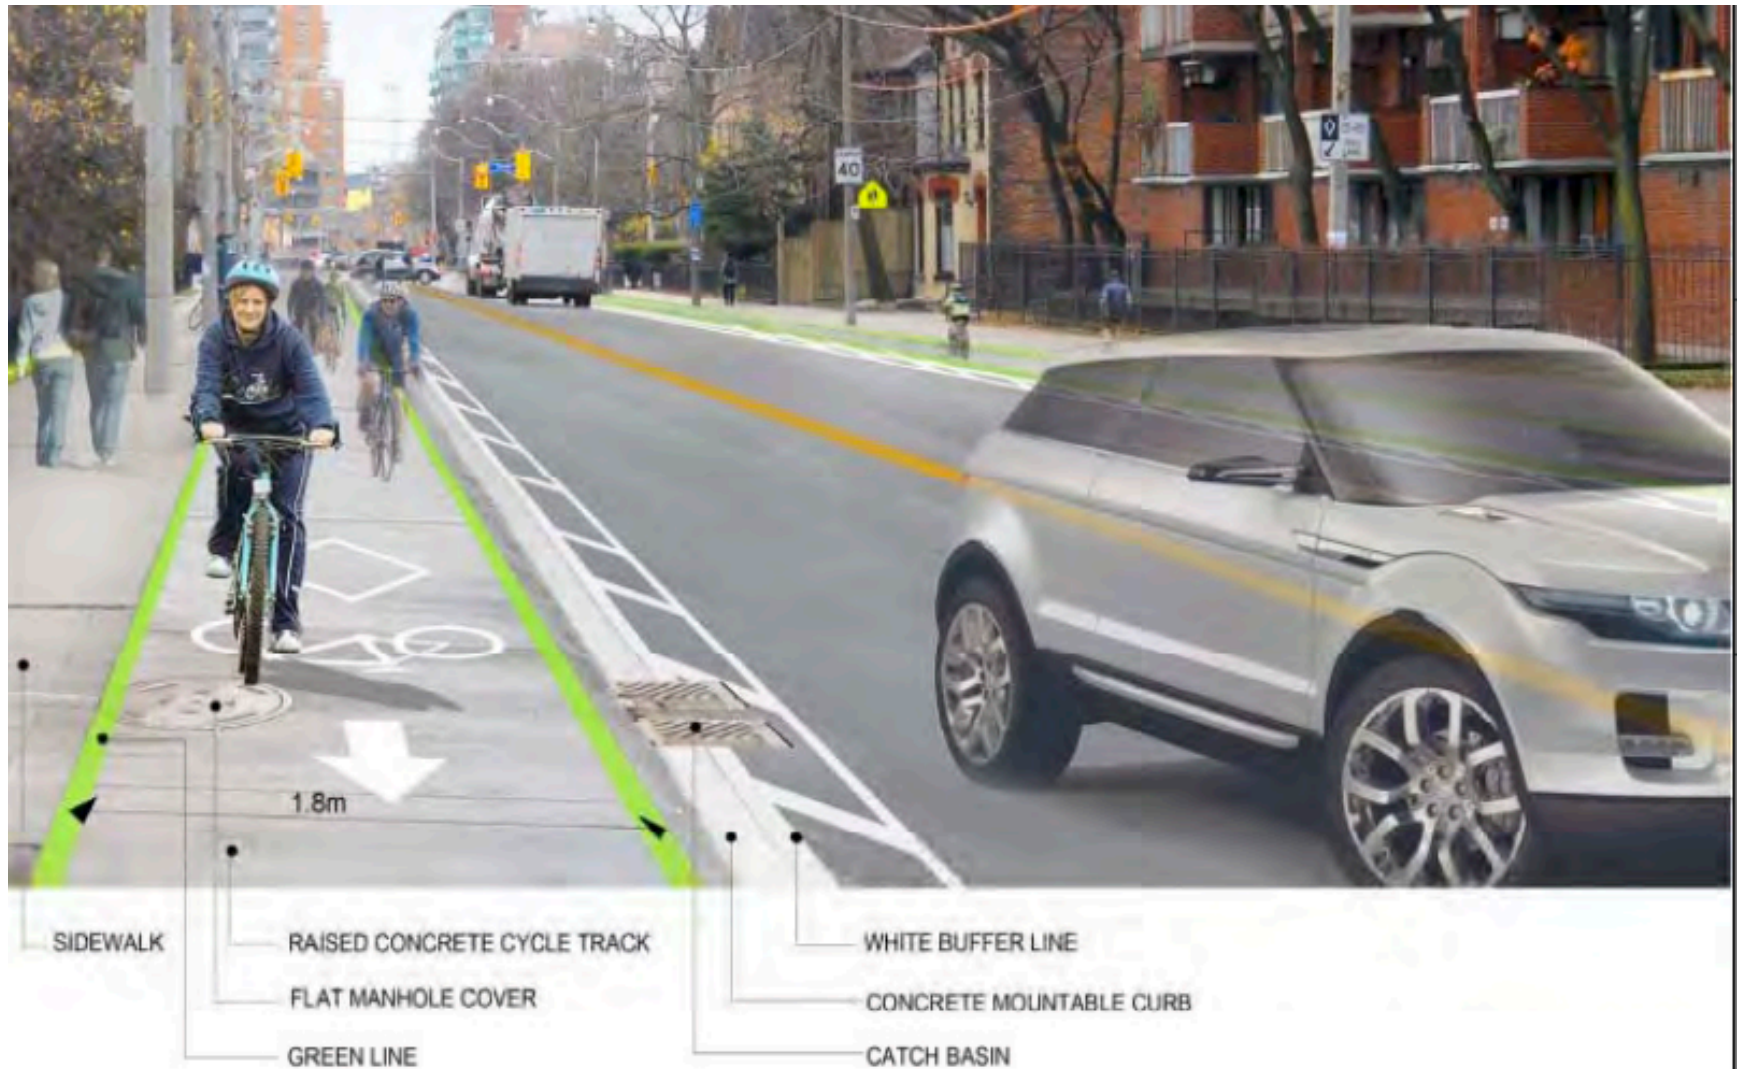 40
1.8m
SIDEWALK
RAISED CONCRETE CYCLE TRACK
FLAT MANHOLE COVER
GREEN LINE
WHITE BUFFER LINE
CONCRETE MOUNTABLE CURB
CATCH BASIN